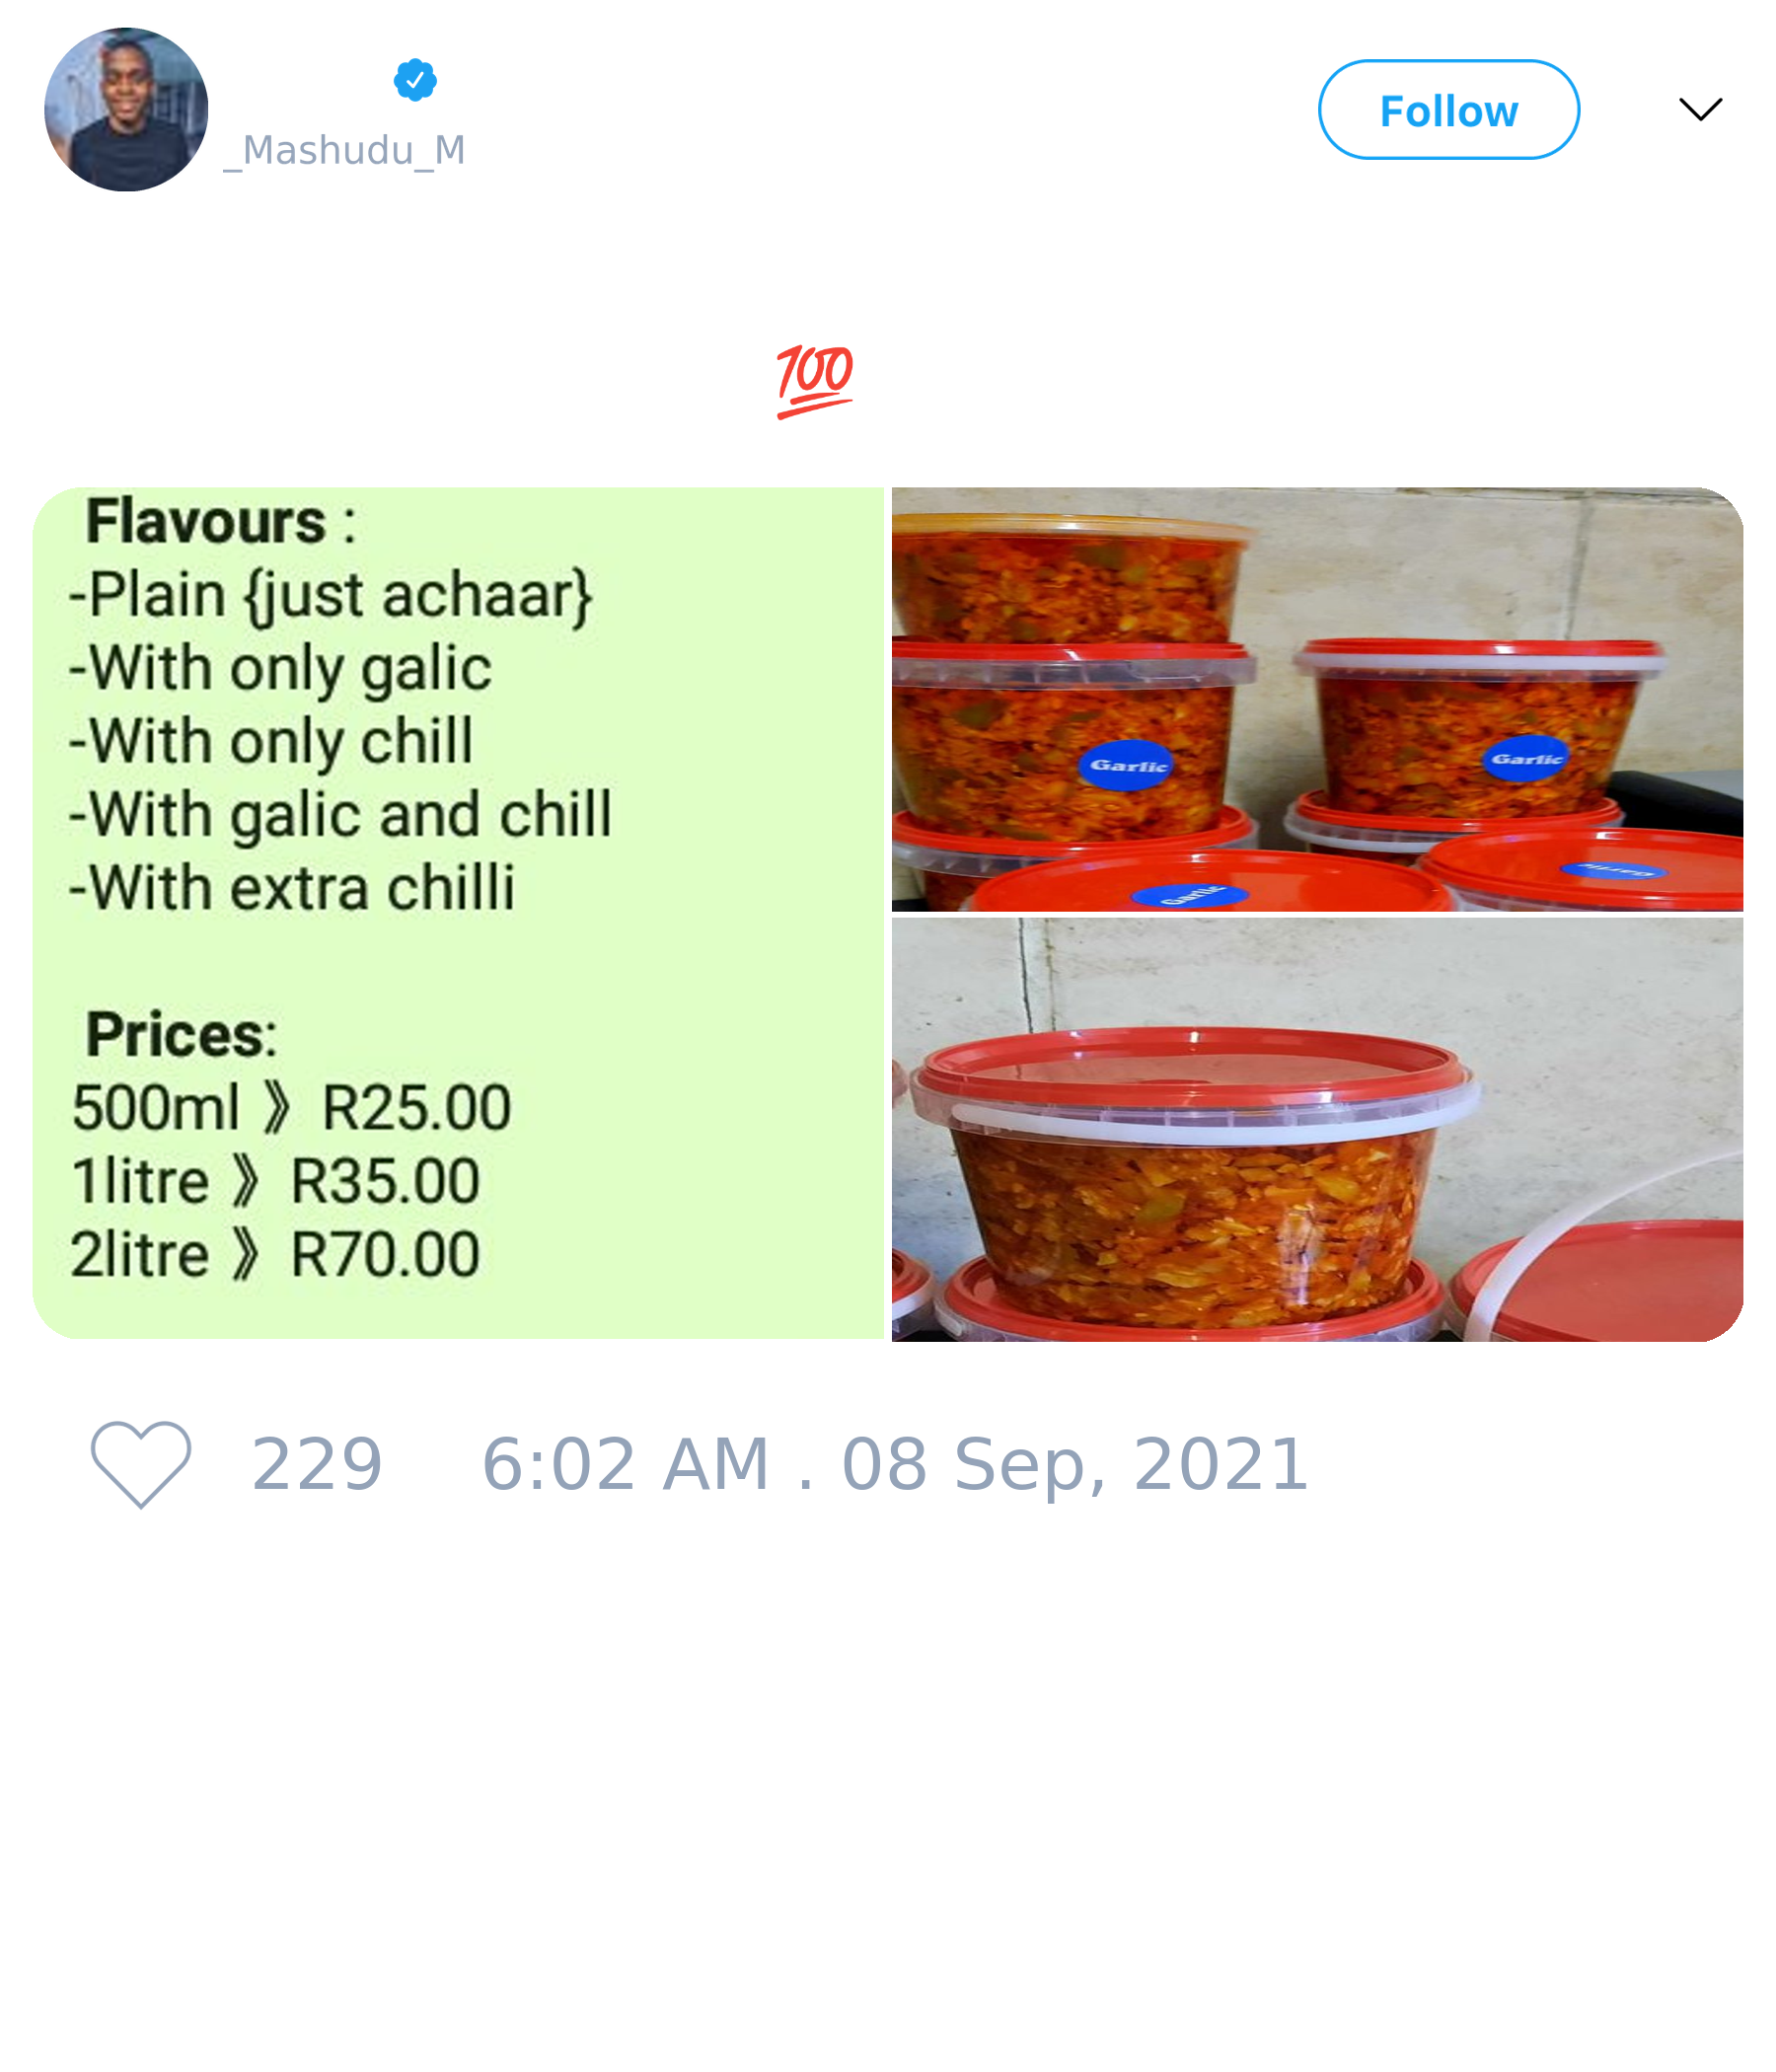 _Mashudu_M
Follow
💯
Flavours :
-Plain {just achaar}
-With only galic
-With only chill
-With galic and chill
-With extra chilli
Prices:
500ml 》 R25.00
1litre 》 R35.00
2litre 》 R70.00
Garlic
Garlic
Garlic
Garlic
229 6:02 AM . 08 Sep, 2021